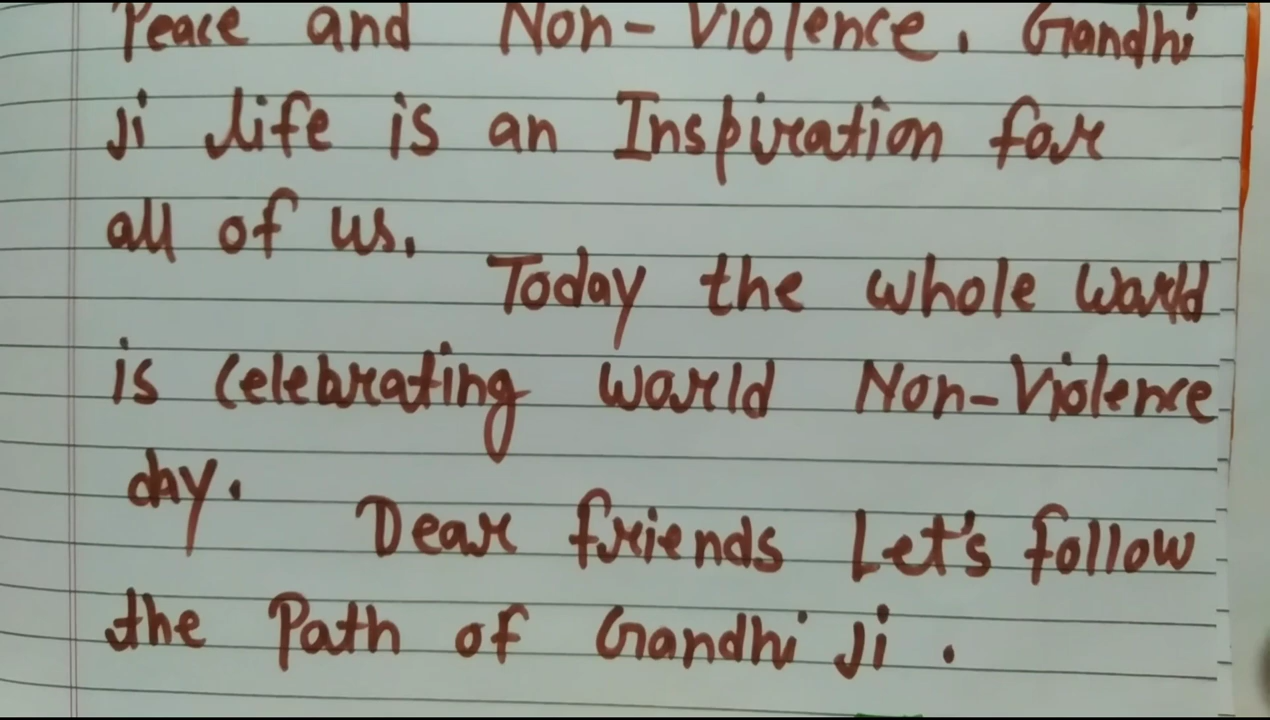 Peace and Non-Violence. Gandhi
Ji life is an Inspiration for
all of us.
Today the whole World
is celebrating World Non-Violence
day.
Dear friends Let's follow
the Path of Gandhi Ji.